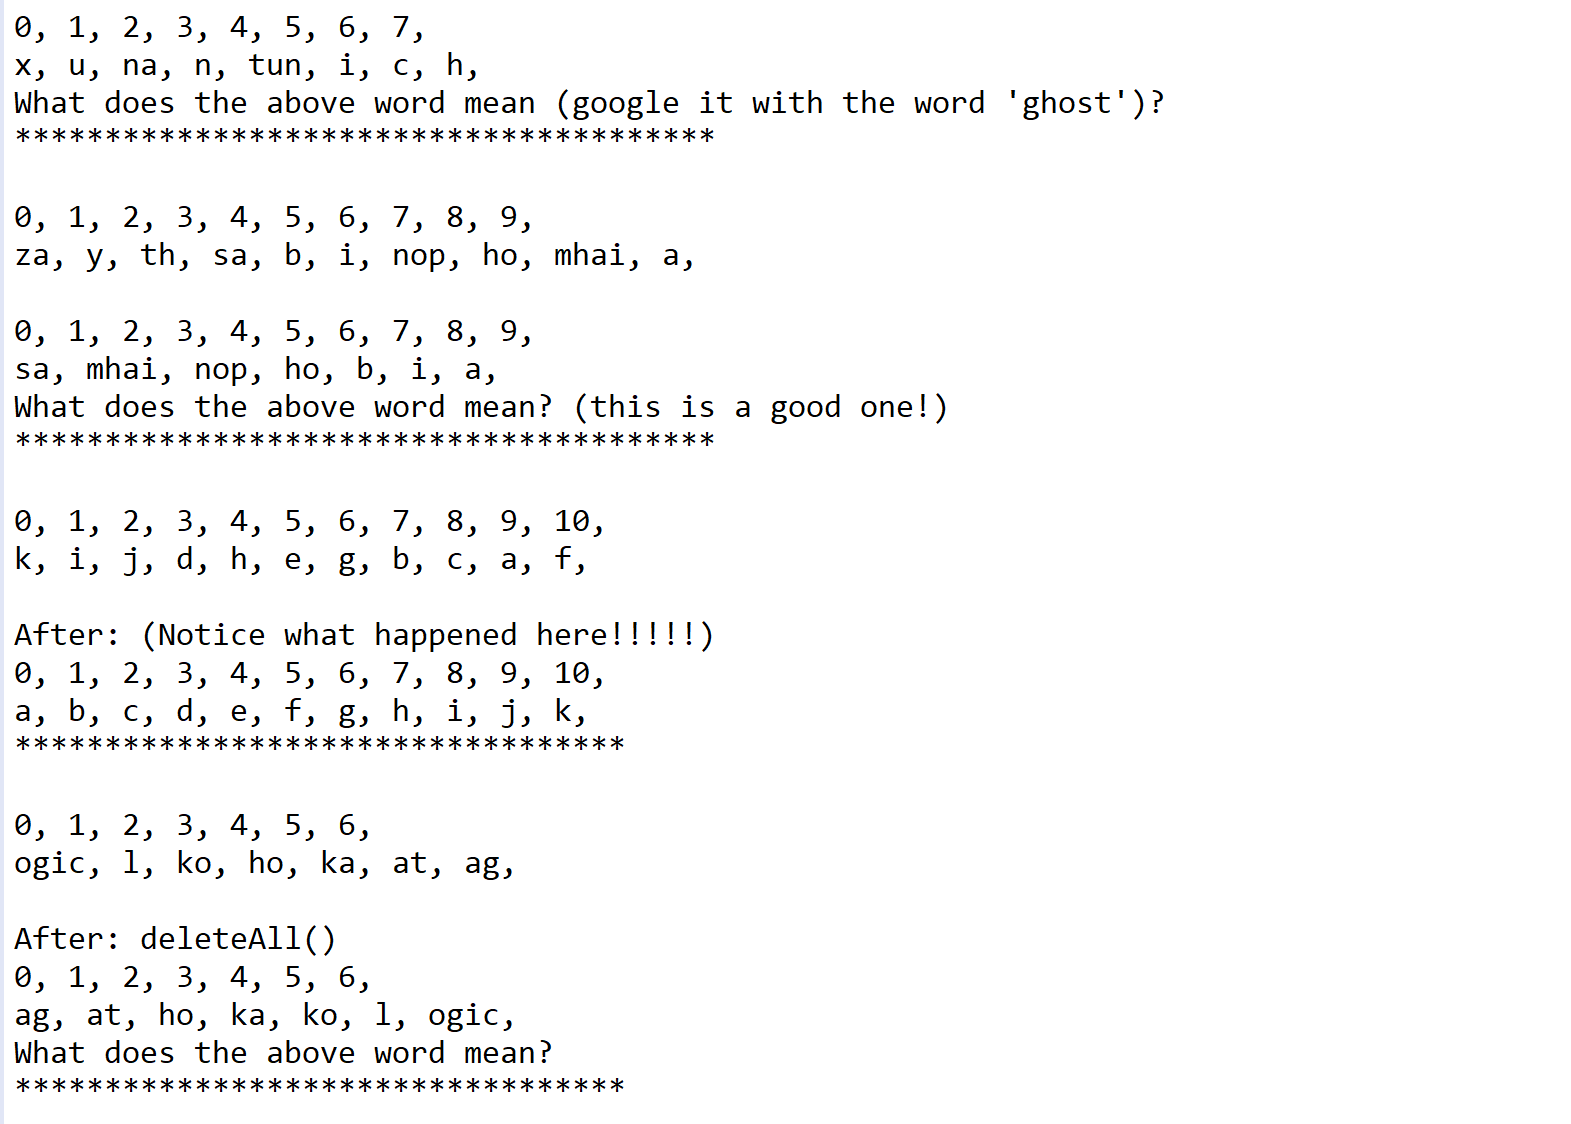 0, 1, 2, 3, 4, 5, 6, 7,
x, u, na, n, tun, i, c, h,
What does the above word mean (google it with the word 'ghost')?
***************************************
0, 1, 2, 3, 4, 5, 6, 7, 8, 9,
za, y, th, sa, b, i, nop, ho, mhai, a,
0, 1, 2, 3, 4, 5, 6, 7, 8, 9,
sa, mhai, nop, ho, b, i, a,
What does the above word mean? (this is a good one!)
***************************************
0, 1, 2, 3, 4, 5, 6, 7, 8, 9, 10,
k, i, j, d, h, e, g, b, c, a, f,
After: (Notice what happened here!!!!!)
0, 1, 2, 3, 4, 5, 6, 7, 8, 9, 10,
a, b, c, d, e, f, g, h, i, j, k,
**********************************
0, 1, 2, 3, 4, 5, 6,
ogic, l, ko, ho, ka, at, ag,
After: deleteAll()
0, 1, 2, 3, 4, 5, 6,
ag, at, ho, ka, ko, l, ogic,
What does the above word mean?
**********************************